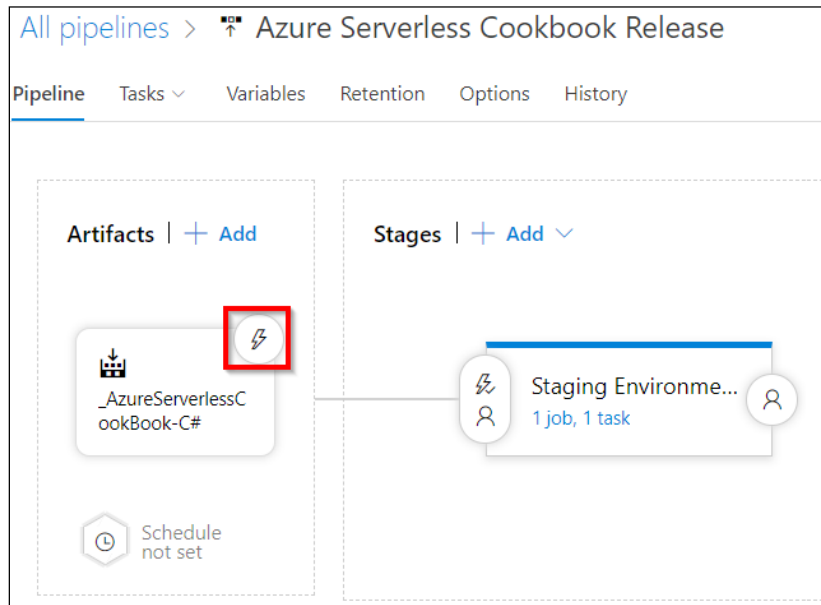 All pipelines > Azure Serverless Cookbook Release
Pipeline Tasks Variables Retention Options History
Artifacts | + Add
Stages | + Add
_AzureServerlessC
ookBook-C#
Schedule
not set
Staging Environme...
1 job, 1 task